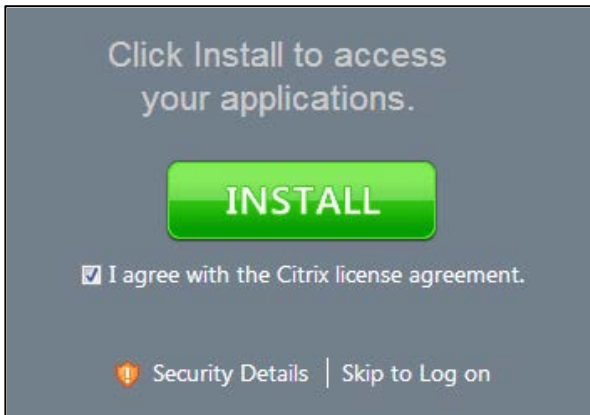 Click Install to access
your applications.
INSTALL
I agree with the Citrix license agreement.
Security Details | Skip to Log on